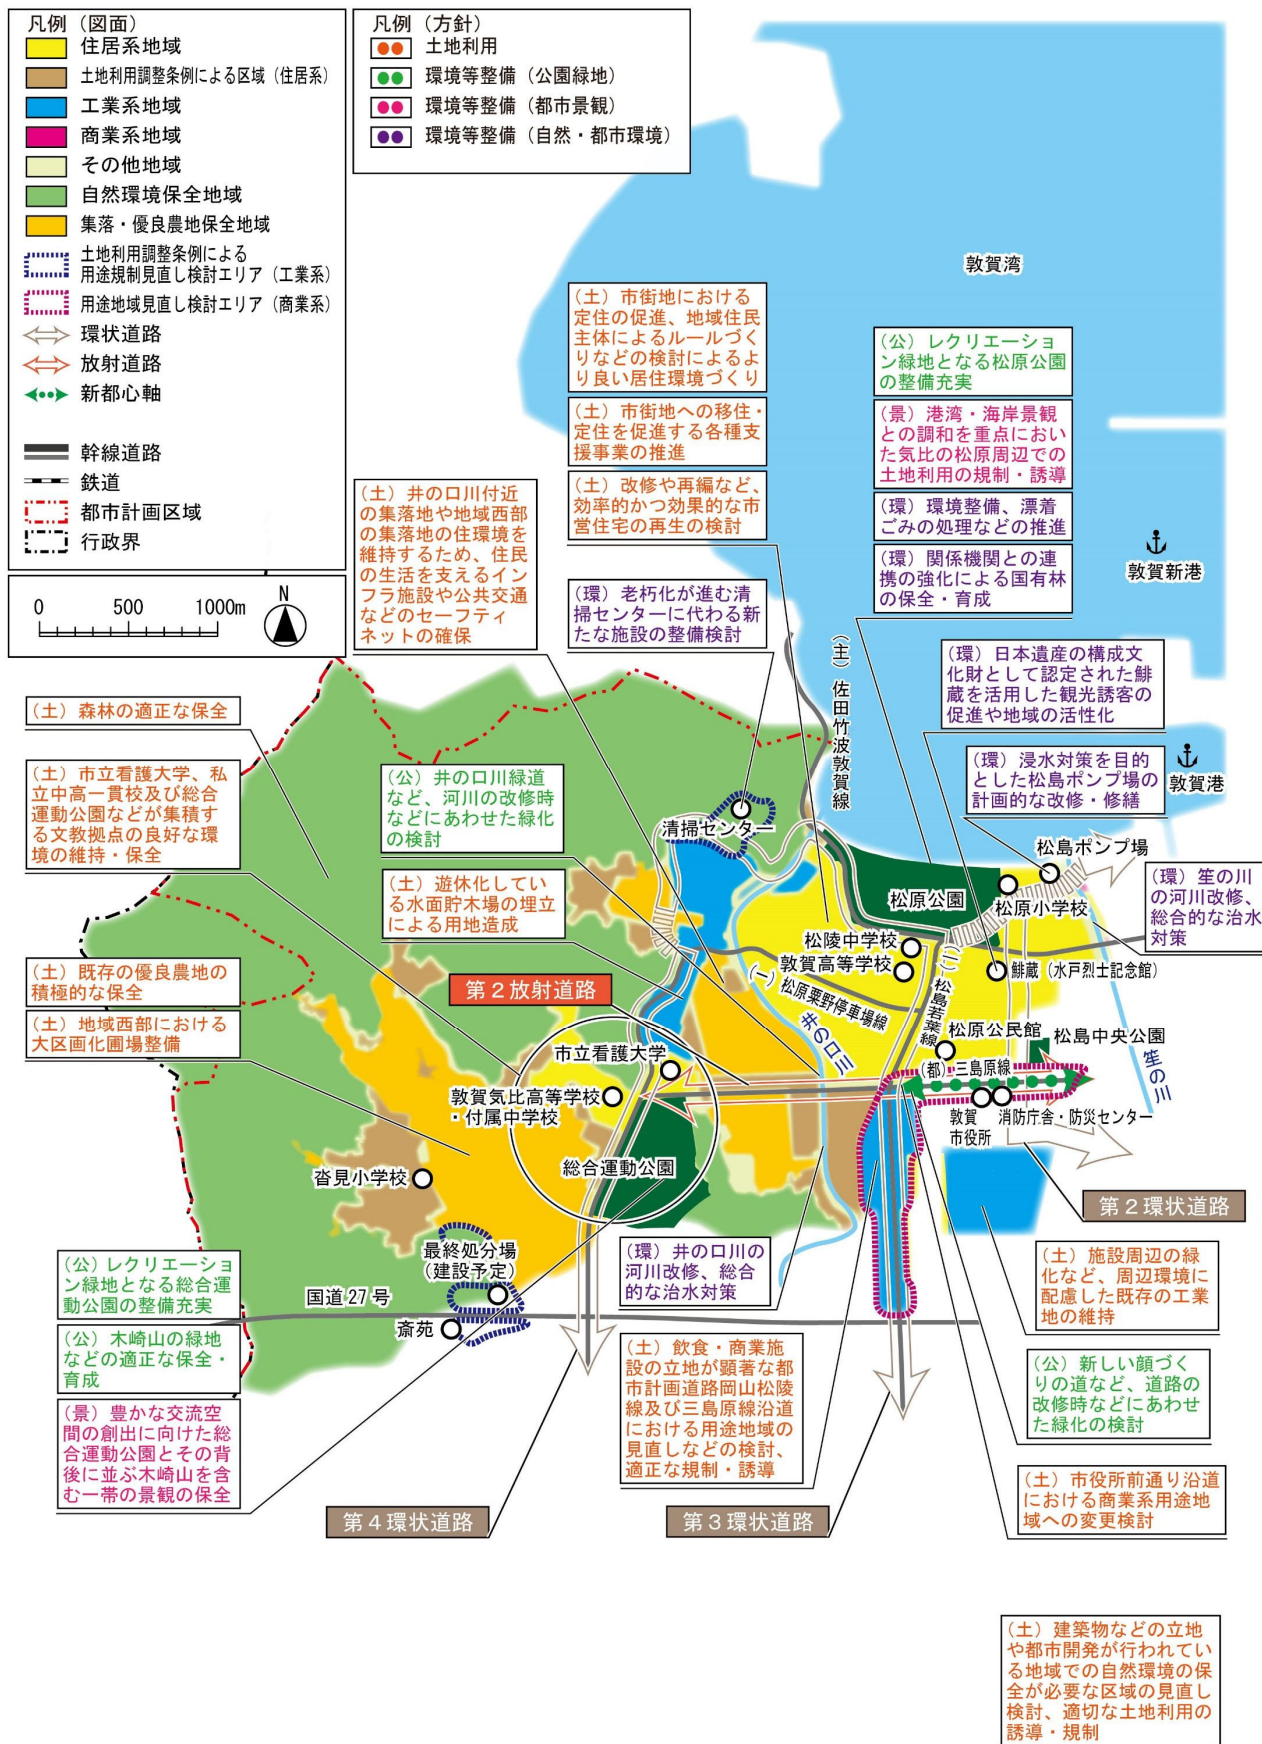 凡例（図面）
住居系地域
土地利用調整条例による区域（住居系）
工業系地域
商業系地域
その他地域
自然環境保全地域
集落・優良農地保全地域
土地利用調整条例による
用途規制見直し検討エリア（工業系）
用途地域見直し検討エリア（商業系）
環状道路
放射道路
新都心軸
幹線道路
鉄道
都市計画区域
行政界
凡例（方針）
土地利用
環境等整備（公園緑地）
環境等整備（都市景観）
環境等整備（自然・都市環境）
0 500 1000m
N
敦賀湾
（土）市街地における
定住の促進、地域住民
主体によるルールづく
りなどの検討によるよ
り良い居住環境づくり
（土）市街地への移住・
定住を促進する各種支
援事業の推進
（土）改修や再編など、
効率的かつ効果的な市
営住宅の再生の検討
（公）レクリエーショ
ン緑地となる松原公園
の整備充実
（景）港湾・海岸景観
との調和を重点におい
た気比の松原周辺での
土地利用の規制・誘導
（環）環境整備、漂着
ごみの処理などの推進
（環）関係機関との連
携の強化による国有林
の保全・育成
敦賀新港
（土）井の口川付近
の集落地や地域西部
の集落地の住環境を
維持するため、住民
の生活を支えるイン
フラ施設や公共交通
などのセーフティ
ネットの確保
（環）老朽化が進む清
掃センターに代わる新
たな施設の整備検討
（主）佐田竹波敦賀線
（環）日本遺産の構成文
化財として認定された鯡
蔵を活用した観光誘客の
促進や地域の活性化
（環）浸水対策を目的
とした松島ポンプ場の
計画的な改修・修繕
敦賀港
（土）森林の適正な保全
（土）市立看護大学、私
立中高一貫校及び総合
運動公園などが集積す
る文教拠点の良好な環
境の維持・保全
（公）井の口川緑道
など、河川の改修時
などにあわせた緑化
の検討
清掃センター
松島ポンプ場
（土）遊休化してい
る水面貯木場の埋立
による用地造成
松原公園
松原小学校
（環）笙の川
の河川改修、
総合的な治水
対策
松陵中学校
敦賀高等学校
鯡蔵（水戸烈士記念館）
（土）既存の優良農地の
積極的な保全
（土）地域西部における
大区画化圃場整備
第２放射道路
（一）松原粟野停車場線
（一）松島若葉線
井の口川
松原公民館
松島中央公園
笙の川
市立看護大学
（都）三島原線
敦賀気比高等学校
・付属中学校
敦賀
市役所
消防庁舎・防災センター
総合運動公園
沓見小学校
第２環状道路
最終処分場
（建設予定）
（環）井の口川の
河川改修、総合
的な治水対策
（土）施設周辺の緑
化など、周辺環境に
配慮した既存の工業
地の維持
（公）レクリエーショ
ン緑地となる総合運
動公園の整備充実
国道27号
斎苑
（公）木崎山の緑地
などの適正な保全・
育成
（土）飲食・商業施
設の立地が顕著な都
市計画道路岡山松陵
線及び三島原線沿道
における用途地域の
見直しなどの検討、
適正な規制・誘導
（公）新しい顔づく
りの道など、道路の
改修時などにあわせ
た緑化の検討
（景）豊かな交流空
間の創出に向けた総
合運動公園とその背
後に並ぶ木崎山を含
む一帯の景観の保全
（土）市役所前通り沿道
における商業系用途地
域への変更検討
第４環状道路
第３環状道路
（土）建築物などの立地
や都市開発が行われてい
る地域での自然環境の保
全が必要な区域の見直し
検討、適切な土地利用の
誘導・規制